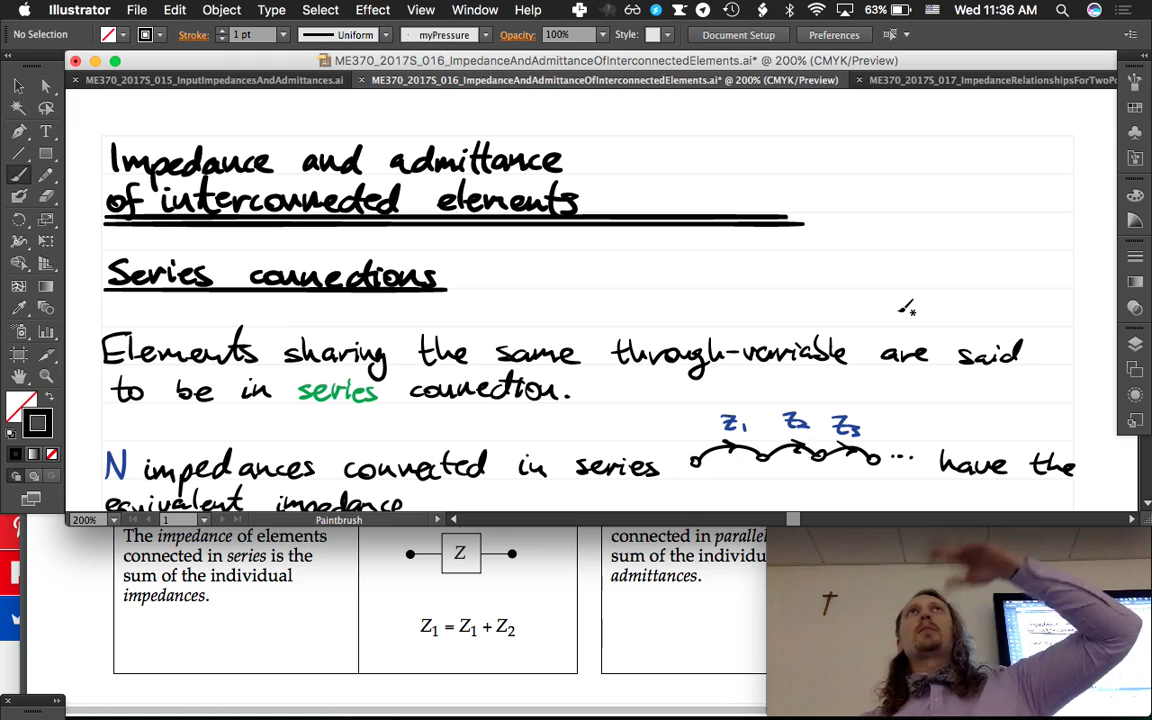 Illustrator File Edit Object Type Select Effect View Window Help 63% Wed 11:36 AM
No Selection Stroke: 1 pt Uniform myPressure Opacity: 100% Style: Document Setup Preferences
ME370_2017S_016_ImpedanceAndAdmittanceOfInterconnectedElements.ai* @ 200% (CMYK/Preview)
ME370_2017S_015_InputImpedancesAndAdmittances.ai ME370_2017S_016_ImpedanceAndAdmittanceOfInterconnectedElements.ai* @ 200% (CMYK/Preview) ME370_2017S_017_ImpedanceRelationshipsForTwoPo
Impedance and admittance
of interconneted elements
Series connections
Elements sharing the same through-variable are said
to be in series connection.
Z1 Z2 Z3
N impedances connected in series ... have the
equivalent impedance
200% 1 Paintbrush
The impedance of elements
connected in series is the
sum of the individual
impedances.
Z
Z1 = Z1 + Z2
connected in parallel
sum of the individu
admittances.